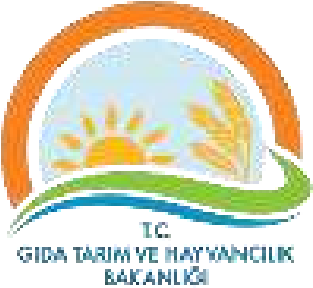 T.C.
GIDA TARIM VE HAYVANCILIK
BAKANLIĞI